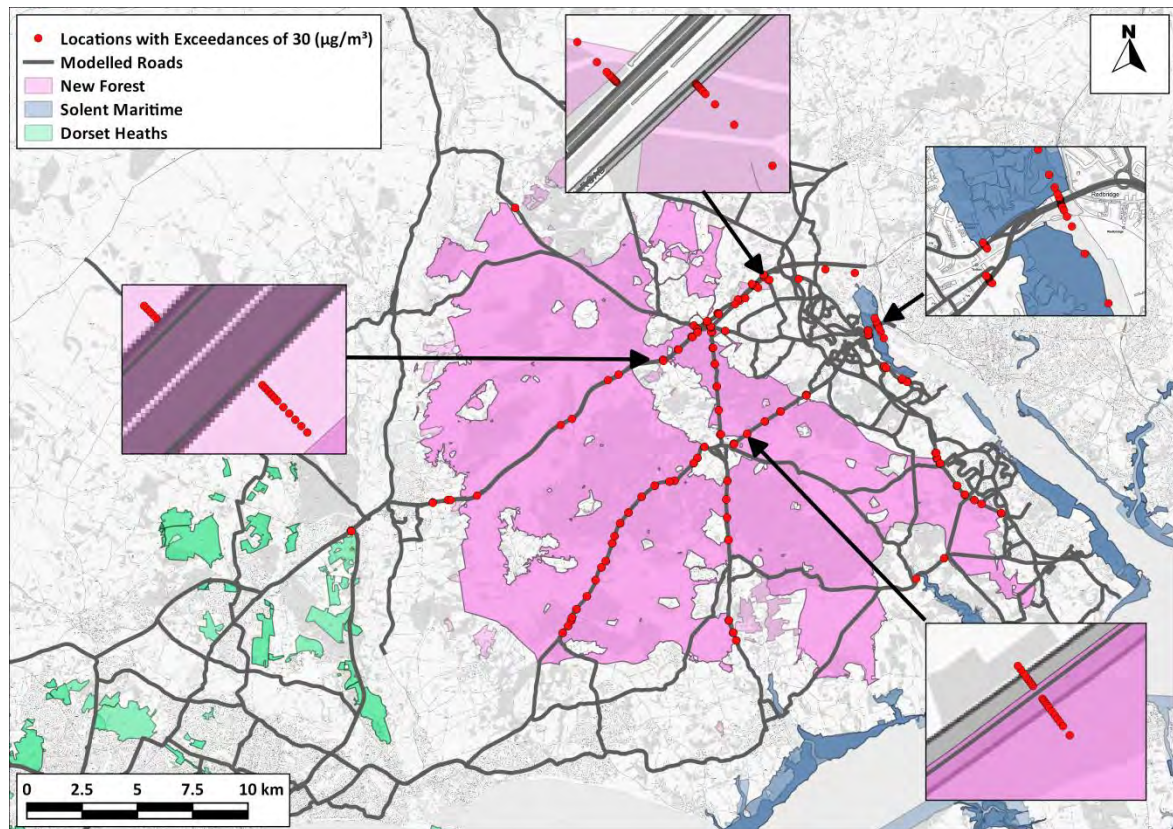 Locations with Exceedances of 30 (µg/m³)
Modelled Roads
New Forest
Solent Maritime
Dorset Heaths
N
Redbridge
0 2.5 5 7.5 10 km